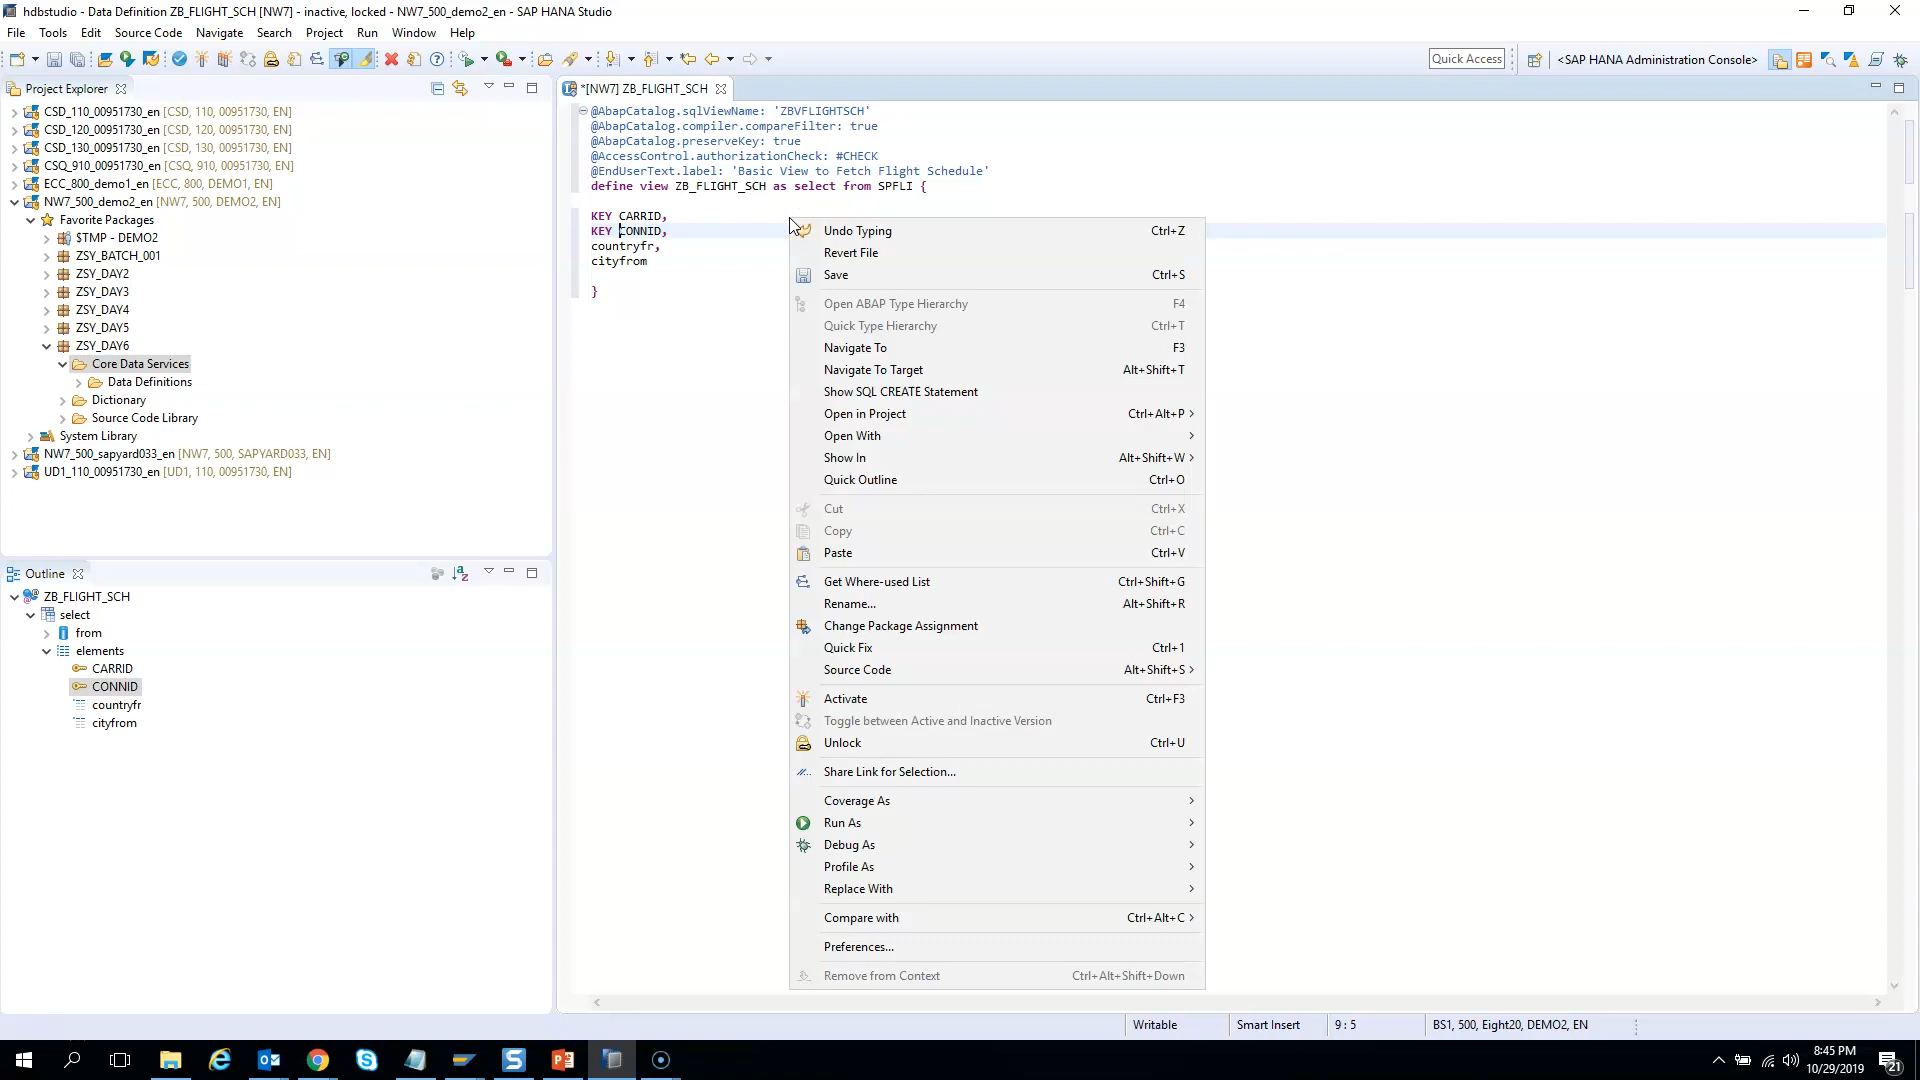 hdbstudio - Data Definition ZB_FLIGHT_SCH [NW7] - inactive, locked - NW7_500_demo2_en - SAP HANA Studio
File Tools Edit Source Code Navigate Search Project Run Window Help
Quick Access <SAP HANA Administration Console>
Project Explorer
CSD_110_00951730_en [CSD, 110, 00951730, EN]
CSD_120_00951730_en [CSD, 120, 00951730, EN]
CSD_130_00951730_en [CSD, 130, 00951730, EN]
CSQ_910_00951730_en [CSQ, 910, 00951730, EN]
ECC_800_demo1_en [ECC, 800, DEMO1, EN]
NW7_500_demo2_en [NW7, 500, DEMO2, EN]
Favorite Packages
$TMP - DEMO2
ZSY_BATCH_001
ZSY_DAY2
ZSY_DAY3
ZSY_DAY4
ZSY_DAY5
ZSY_DAY6
Core Data Services
Data Definitions
Dictionary
Source Code Library
System Library
NW7_500_sapyard033_en [NW7, 500, SAPYARD033, EN]
UD1_110_00951730_en [UD1, 110, 00951730, EN]
Outline
ZB_FLIGHT_SCH
select
from
elements
CARRID
CONNID
countryfr
cityfrom
*[NW7] ZB_FLIGHT_SCH
@AbapCatalog.sqlViewName: 'ZBVFLIGHTSCH'
@AbapCatalog.compiler.compareFilter: true
@AbapCatalog.preserveKey: true
@AccessControl.authorizationCheck: #CHECK
@EndUserText.label: 'Basic View to Fetch Flight Schedule'
define view ZB_FLIGHT_SCH as select from SPFLI {
KEY CARRID,
KEY CONNID,
countryfr,
cityfrom
}
Undo Typing Ctrl+Z
Revert File
Save Ctrl+S
Open ABAP Type Hierarchy F4
Quick Type Hierarchy Ctrl+T
Navigate To F3
Navigate To Target Alt+Shift+T
Show SQL CREATE Statement
Open in Project Ctrl+Alt+P
Open With
Show In Alt+Shift+W
Quick Outline Ctrl+O
Cut Ctrl+X
Copy Ctrl+C
Paste Ctrl+V
Get Where-used List Ctrl+Shift+G
Rename... Alt+Shift+R
Change Package Assignment
Quick Fix Ctrl+1
Source Code Alt+Shift+S
Activate Ctrl+F3
Toggle between Active and Inactive Version
Unlock Ctrl+U
Share Link for Selection...
Coverage As
Run As
Debug As
Profile As
Replace With
Compare with Ctrl+Alt+C
Preferences...
Remove from Context Ctrl+Alt+Shift+Down
Writable Smart Insert 9 : 5 BS1, 500, Eight20, DEMO2, EN
8:45 PM
10/29/2019
21